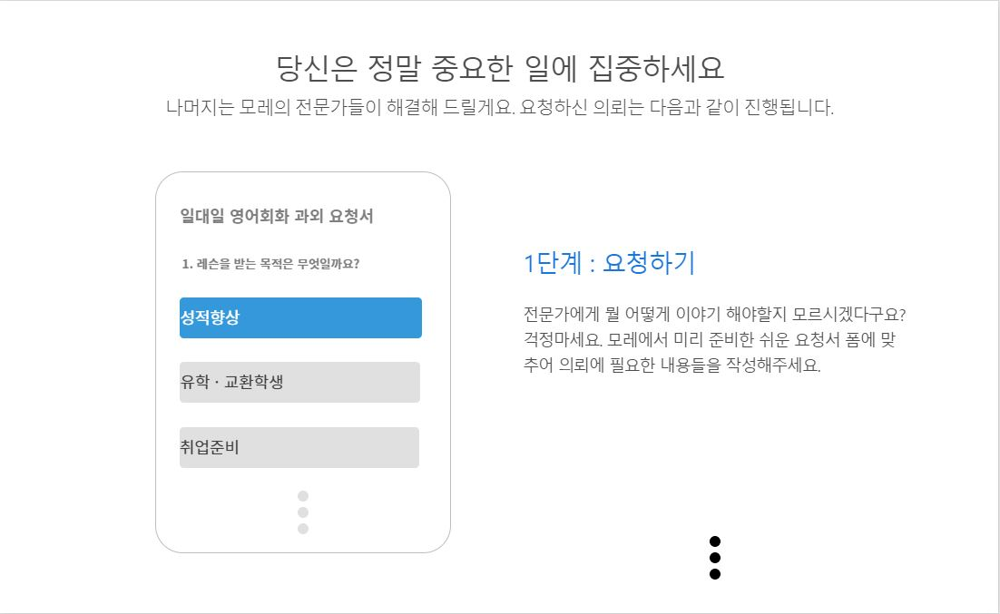 당신은 정말 중요한 일에 집중하세요
나머지는 모레의 전문가들이 해결해 드릴게요. 요청하신 의뢰는 다음과 같이 진행됩니다.
일대일 영어회화 과외 요청서
1. 레슨을 받는 목적은 무엇일까요?
성적향상
유학 · 교환학생
취업준비
1단계 : 요청하기
전문가에게 뭘 어떻게 이야기 해야할지 모르시겠다구요?
걱정마세요. 모레에서 미리 준비한 쉬운 요청서 폼에 맞
추어 의뢰에 필요한 내용들을 작성해주세요.